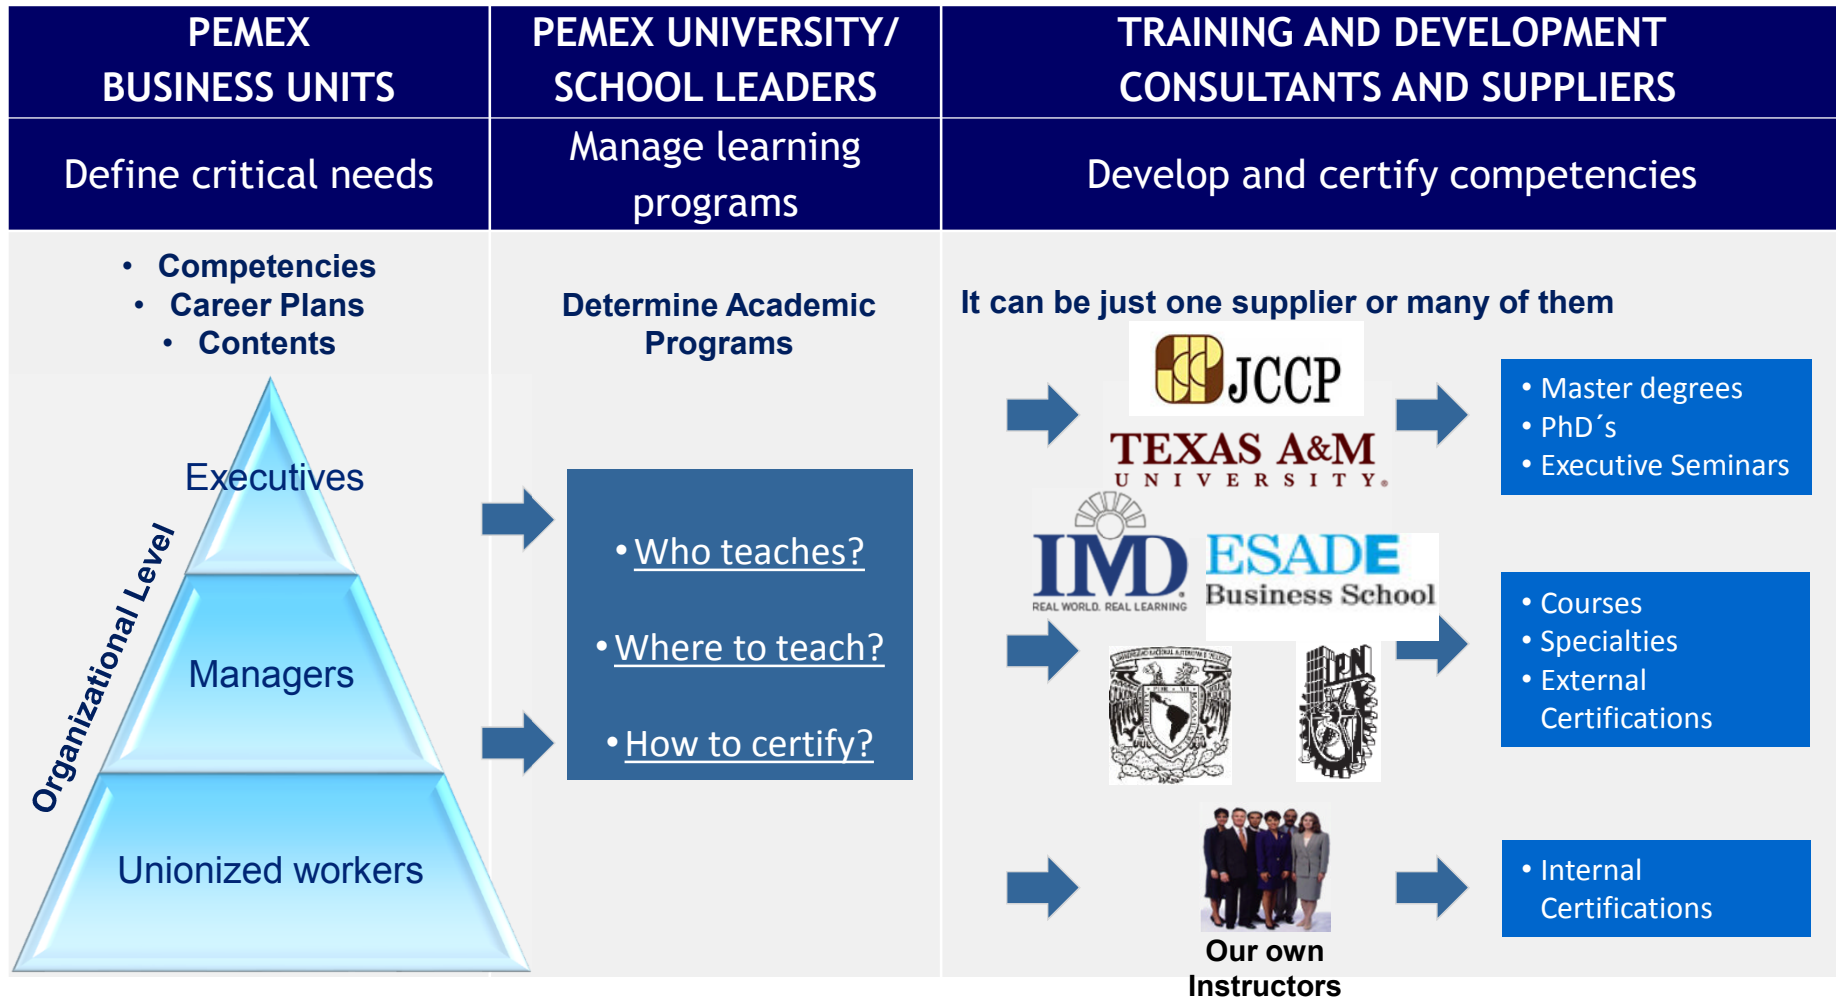 PEMEX
BUSINESS UNITS
PEMEX UNIVERSITY/
SCHOOL LEADERS
TRAINING AND DEVELOPMENT
CONSULTANTS AND SUPPLIERS
Define critical needs
Manage learning
programs
Develop and certify competencies
• Competencies
• Career Plans
• Contents
Organizational Level
Executives
Managers
Unionized workers
Determine Academic
Programs
• Who teaches?
• Where to teach?
• How to certify?
It can be just one supplier or many of them
JCCP
TEXAS A&M
UNIVERSITY®
IMD
REAL WORLD. REAL LEARNING
ESADE
Business School
IPN
Our own
Instructors
• Master degrees
• PhD´s
• Executive Seminars
• Courses
• Specialties
• External
Certifications
• Internal
Certifications